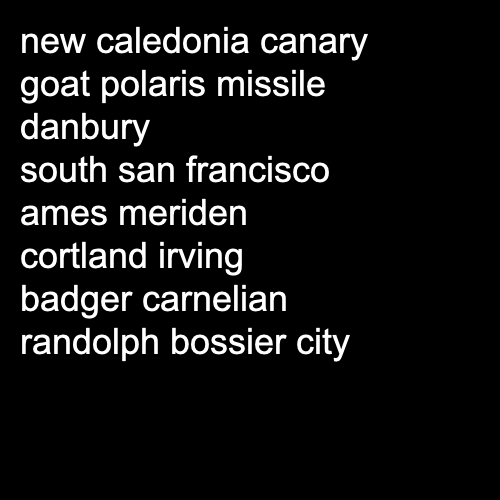 new caledonia canary
goat polaris missile
danbury
south san francisco
ames meriden
cortland irving
badger carnelian
randolph bossier city